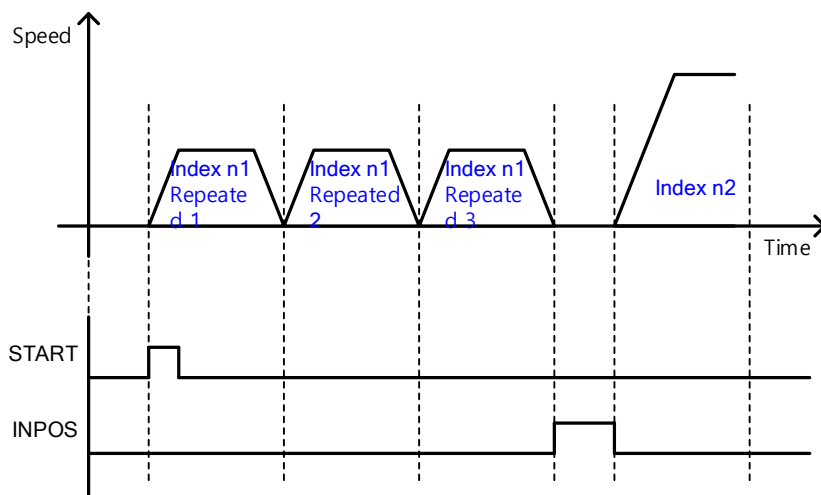 Speed
Index n1
Repeate
d 1
Index n1
Repeated
2
Index n1
Repeate
d 3
Index n2
Time
START
INPOS